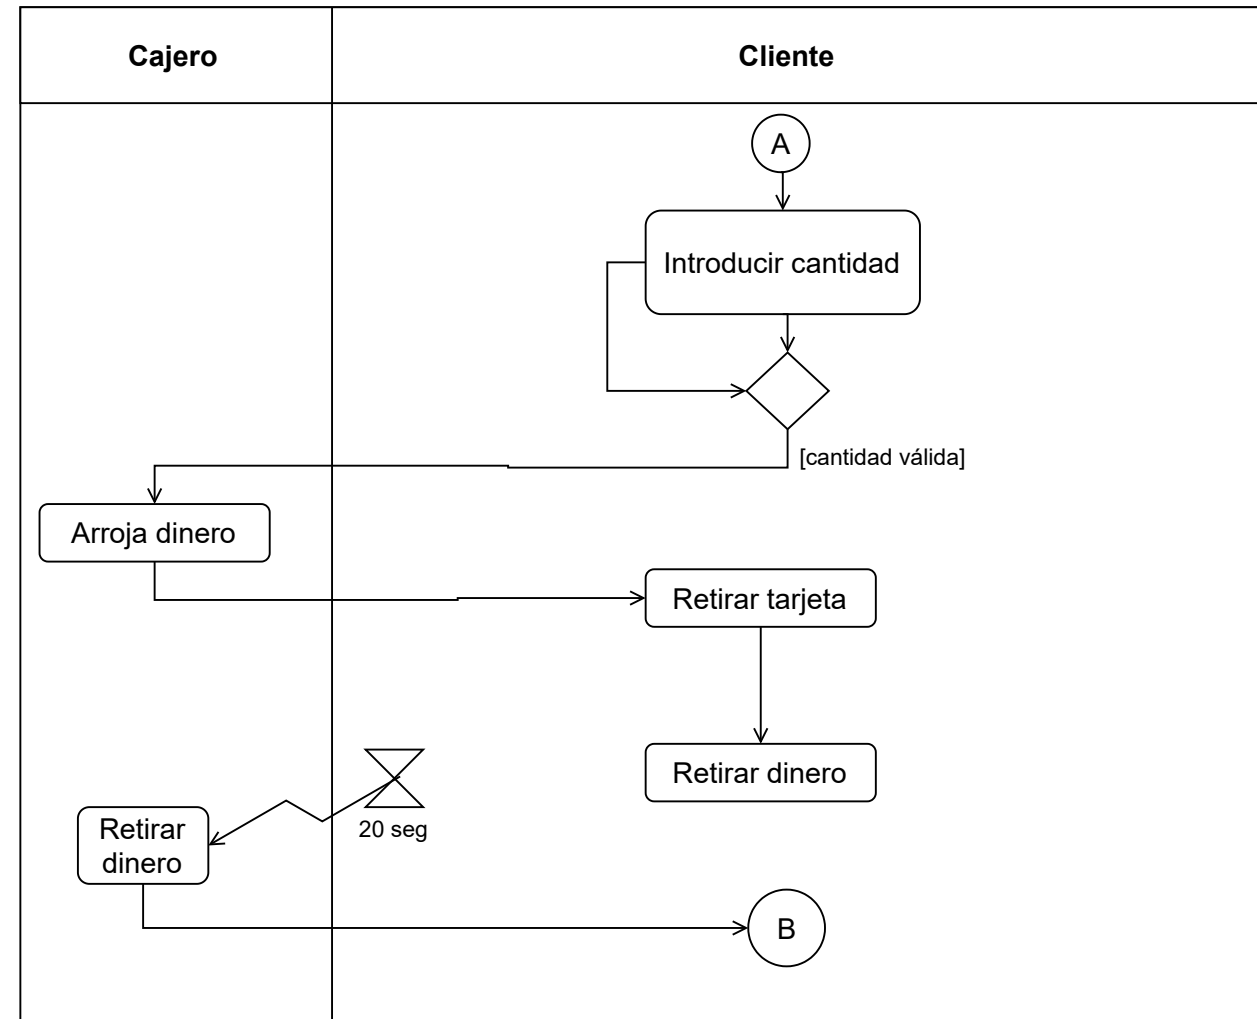 Cajero
Cliente
A
Introducir cantidad
[cantidad válida]
Arroja dinero
Retirar tarjeta
Retirar dinero
20 seg
Retirar
dinero
B